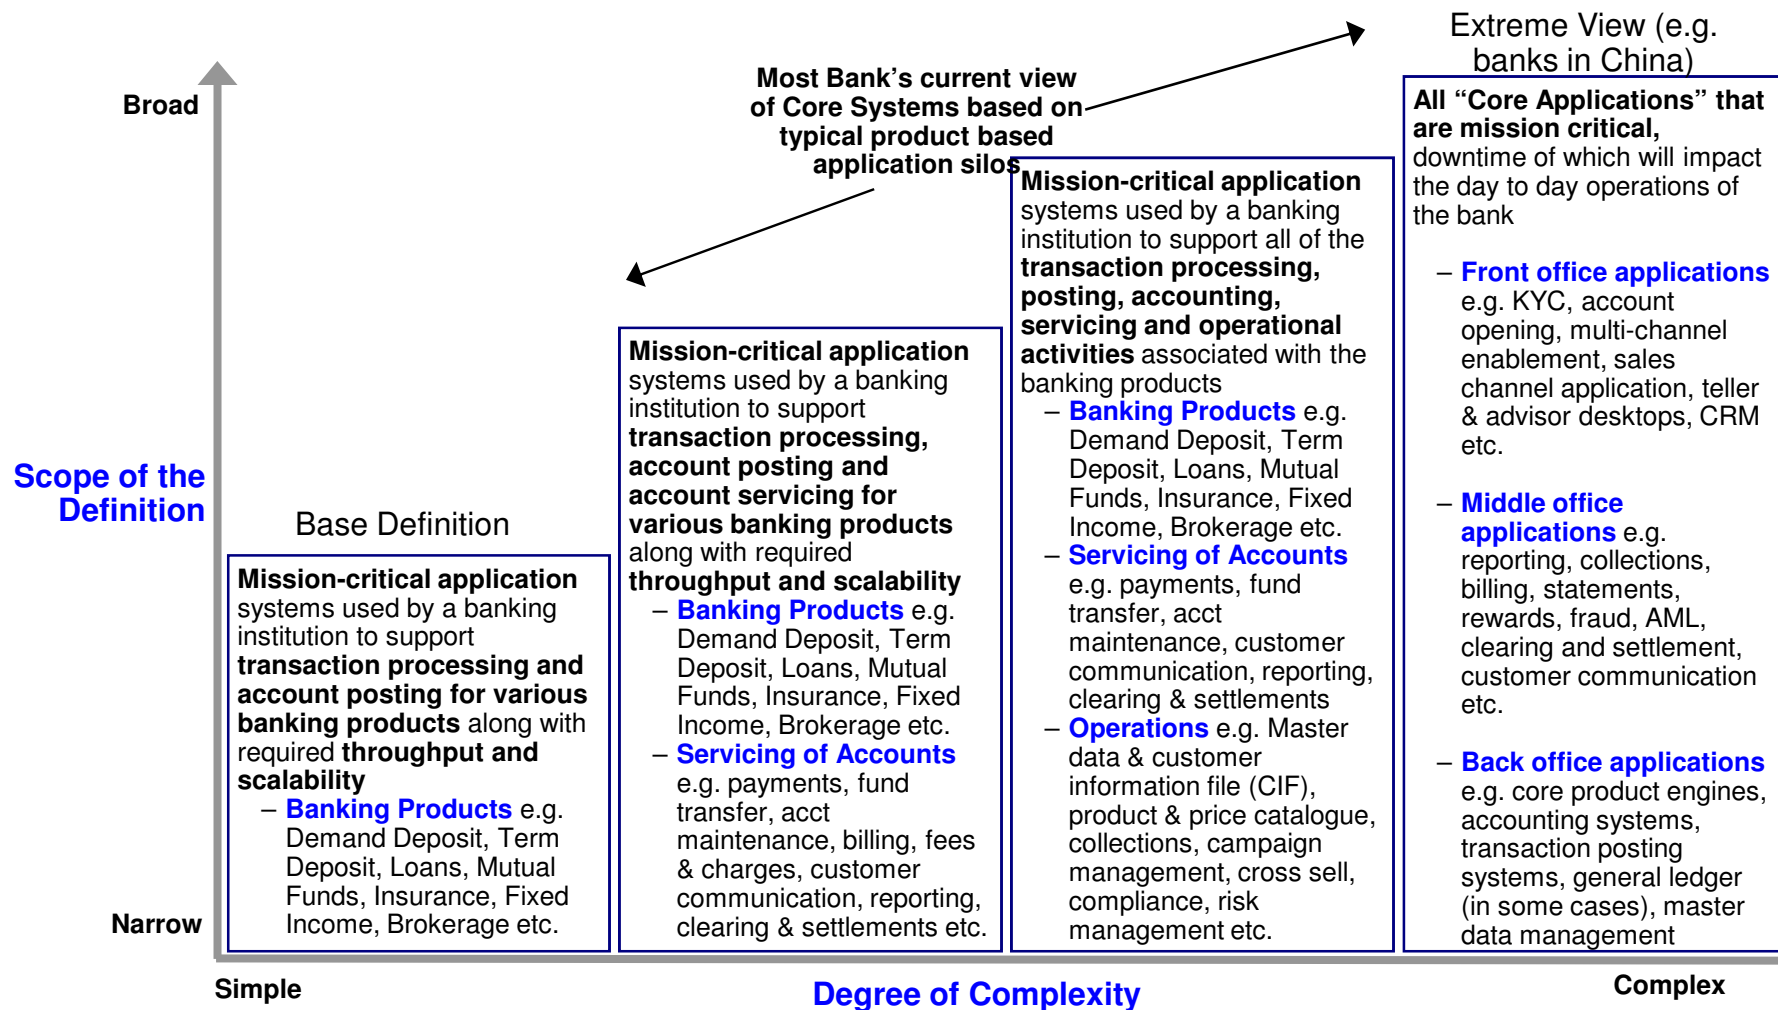 Extreme View (e.g.
banks in China)
Most Bank’s current view
of Core Systems based on
typical product based
application silos
Broad
Scope of the
Definition
Narrow
Base Definition
Mission-critical application
systems used by a banking
institution to support
transaction processing and
account posting for various
banking products along with
required throughput and
scalability
– Banking Products e.g.
Demand Deposit, Term
Deposit, Loans, Mutual
Funds, Insurance, Fixed
Income, Brokerage etc.
Mission-critical application
systems used by a banking
institution to support
transaction processing,
account posting and
account servicing for
various banking products
along with required
throughput and scalability
– Banking Products e.g.
Demand Deposit, Term
Deposit, Loans, Mutual
Funds, Insurance, Fixed
Income, Brokerage etc.
– Servicing of Accounts
e.g. payments, fund
transfer, acct
maintenance, billing, fees
& charges, customer
communication, reporting,
clearing & settlements etc.
Mission-critical application
systems used by a banking
institution to support all of the
transaction processing,
posting, accounting,
servicing and operational
activities associated with the
banking products
– Banking Products e.g.
Demand Deposit, Term
Deposit, Loans, Mutual
Funds, Insurance, Fixed
Income, Brokerage etc.
– Servicing of Accounts
e.g. payments, fund
transfer, acct
maintenance, customer
communication, reporting,
clearing & settlements
– Operations e.g. Master
data & customer
information file (CIF),
product & price catalogue,
collections, campaign
management, cross sell,
compliance, risk
management etc.
All “Core Applications” that
are mission critical,
downtime of which will impact
the day to day operations of
the bank
– Front office applications
e.g. KYC, account
opening, multi-channel
enablement, sales
channel application, teller
& advisor desktops, CRM
etc.
– Middle office
applications e.g.
reporting, collections,
billing, statements,
rewards, fraud, AML,
clearing and settlement,
customer communication
etc.
– Back office applications
e.g. core product engines,
accounting systems,
transaction posting
systems, general ledger
(in some cases), master
data management
Simple
Degree of Complexity
Complex